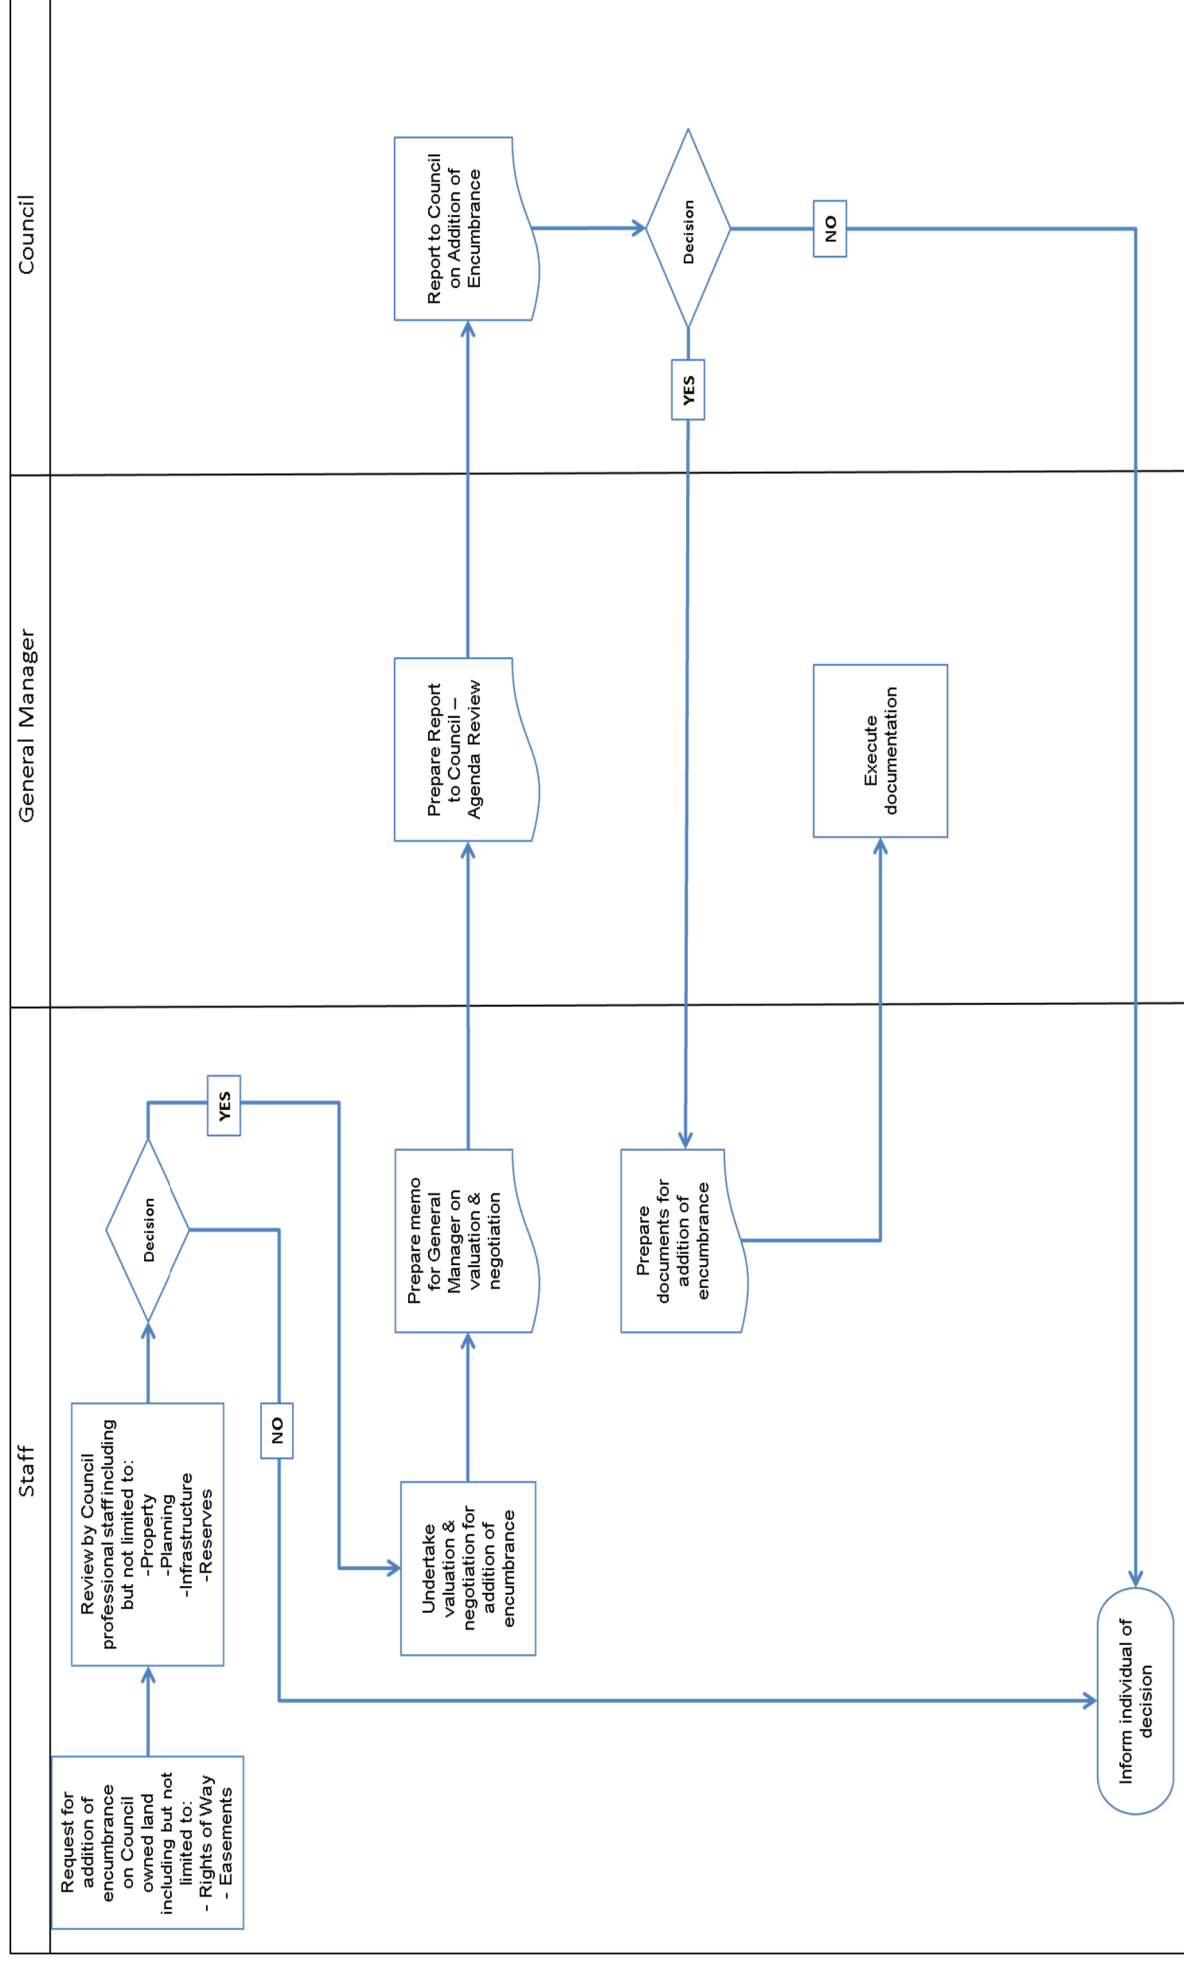 Staff
General Manager
Council
Request for
addition of
encumbrance
on Council
owned land
including but not
limited to:
- Rights of Way
- Easements
Review by Council
professional staff including
but not limited to:
-Property
-Planning
-Infrastructure
-Reserves
Decision
YES
NO
Undertake
valuation &
negotiation for
addition of
encumbrance
Prepare memo
for General
Manager on
valuation &
negotiation
Prepare Report
to Council –
Agenda Review
Report to Council
on Addition of
Encumbrance
Decision
YES
NO
Prepare
documents for
addition of
encumbrance
Execute
documentation
Inform individual of
decision